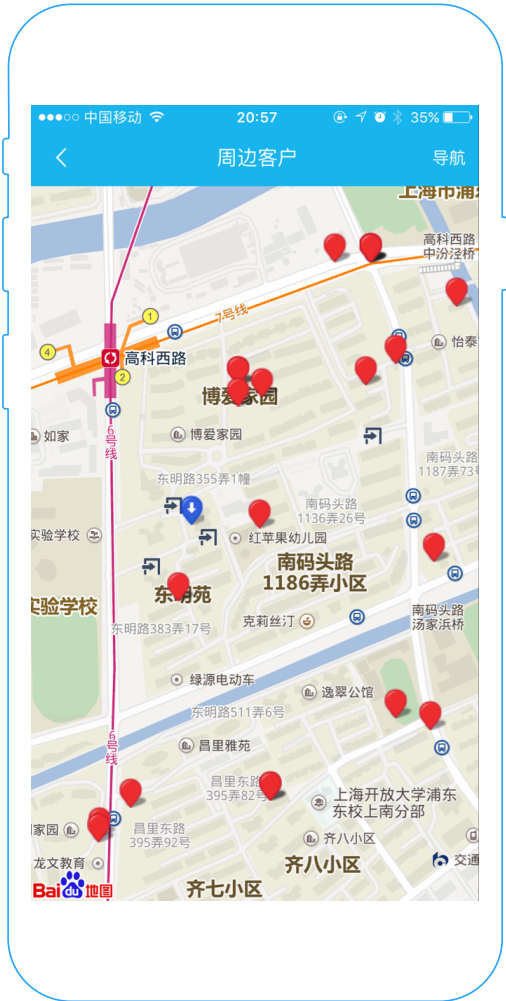 中国移动
20:57
35%
周边客户
导航
上海市浦东
高科西路
中汾泾桥
7号线
1
4
高科西路
2
怡泰
博爱家园
如家
6号线
博爱家园
南码头路
1187弄73号
东明路355弄1幢
南码头路
1136弄26号
实验学校
红苹果幼儿园
南码头路
1186弄小区
实验学校
东明苑
克莉丝汀
南码头路
汤家浜桥
东明路383弄17号
绿源电动车
逸翠公馆
东明路511弄6号
6号线
昌里雅苑
昌里东路
395弄82号
上海开放大学浦东
东校上南分部
家园
昌里东路
395弄92号
齐八小区
龙文教育
齐八小区
交通
Bai du 地图
齐七小区